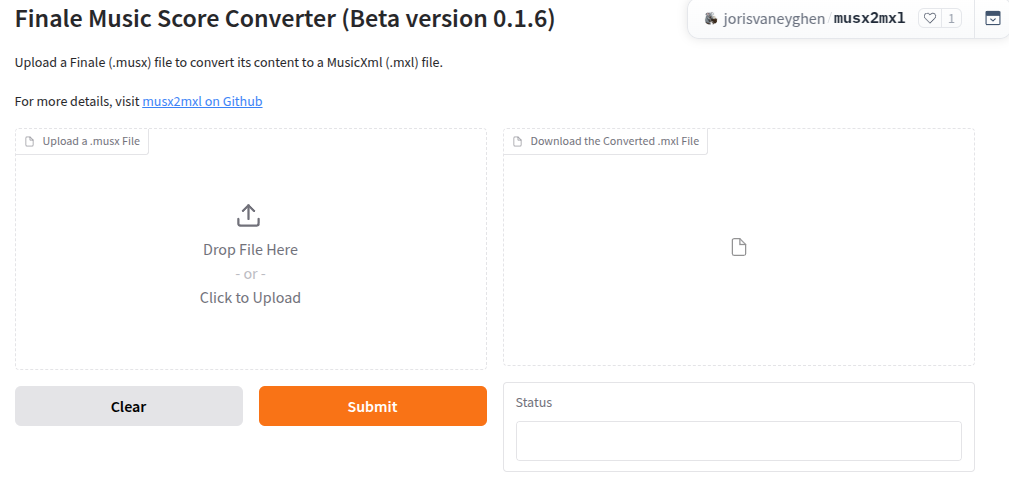 Finale Music Score Converter (Beta version 0.1.6)
jorisvaneyghen / musx2mxl
1
Upload a Finale (.musx) file to convert its content to a MusicXml (.mxl) file.
For more details, visit musx2mxl on Github
Upload a .musx File
Drop File Here
- or -
Click to Upload
Download the Converted .mxl File
Clear
Submit
Status